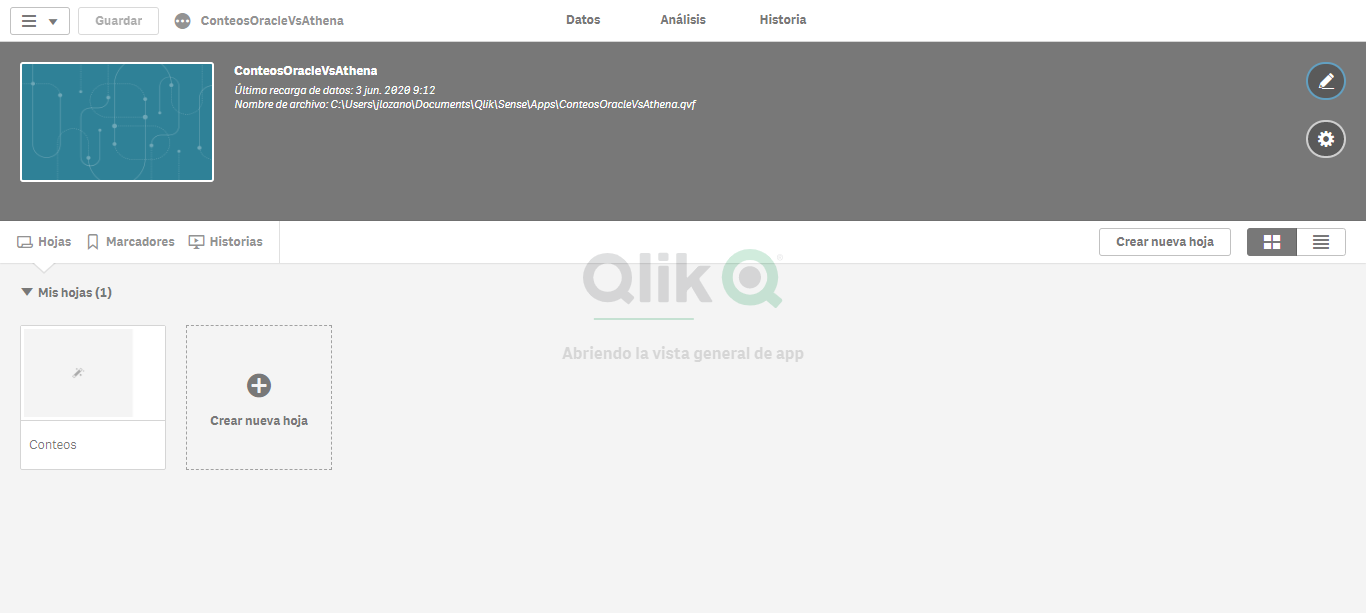 Guardar
ConteosOracleVsAthena
Datos
Análisis
Historia
ConteosOracleVsAthena
Última recarga de datos: 3 jun. 2020 9:12
Nombre de archivo: C:\Users\jlozano\Documents\Qlik\Sense\Apps\ConteosOracleVsAthena.qvf
Hojas
Marcadores
Historias
Crear nueva hoja
Qlik
Mis hojas (1)
Abriendo la vista general de app
Crear nueva hoja
Conteos